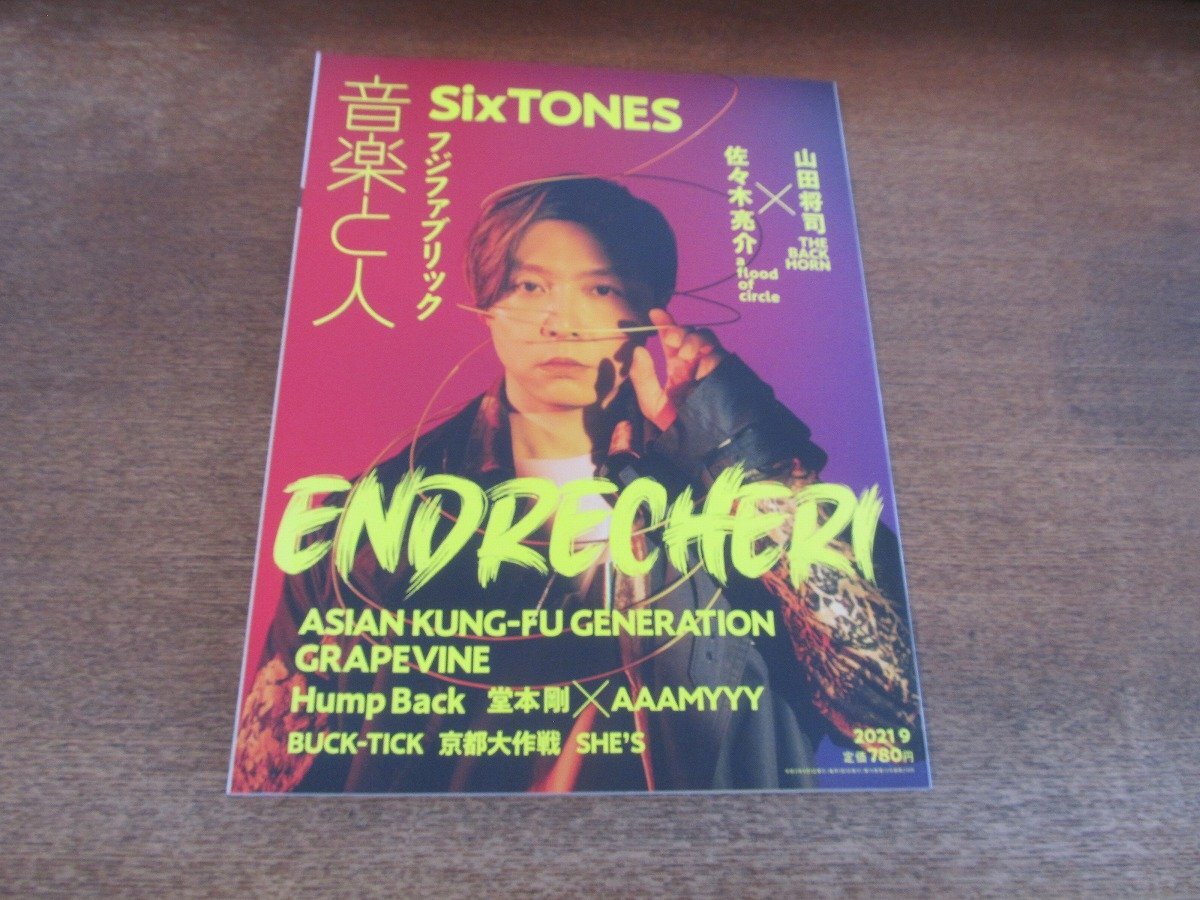 音楽と人
SixTONES
フジファブリック
山田将司
THE
BACK
HORN
×
佐々木亮介
a
flood
of
circle
ENDRECHERI
ASIAN KUNG-FU GENERATION
GRAPEVINE
Hump Back 堂本剛×AAAMYYY
BUCK-TICK 京都大作戦 SHE'S
2021 9
定価780円